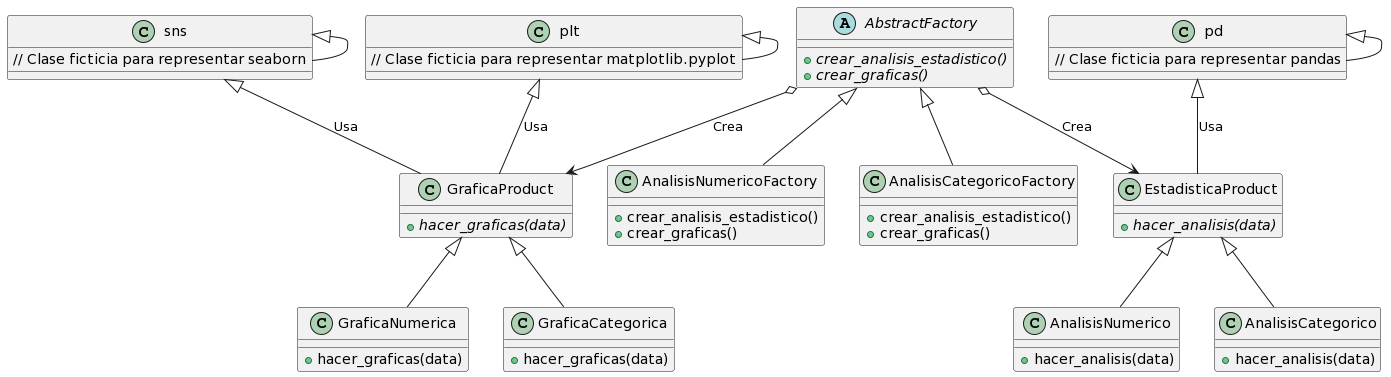 C sns
// Clase ficticia para representar seaborn
C plt
// Clase ficticia para representar matplotlib.pyplot
A AbstractFactory
crear_analisis_estadistico()
crear_graficas()
C pd
// Clase ficticia para representar pandas
Usa
Usa
Crea
Crea
Usa
C GraficaProduct
hacer_graficas(data)
C AnalisisNumericoFactory
crear_analisis_estadistico()
crear_graficas()
C AnalisisCategoricoFactory
crear_analisis_estadistico()
crear_graficas()
C EstadisticaProduct
hacer_analisis(data)
C GraficaNumerica
hacer_graficas(data)
C GraficaCategorica
hacer_graficas(data)
C AnalisisNumerico
hacer_analisis(data)
C AnalisisCategorico
hacer_analisis(data)